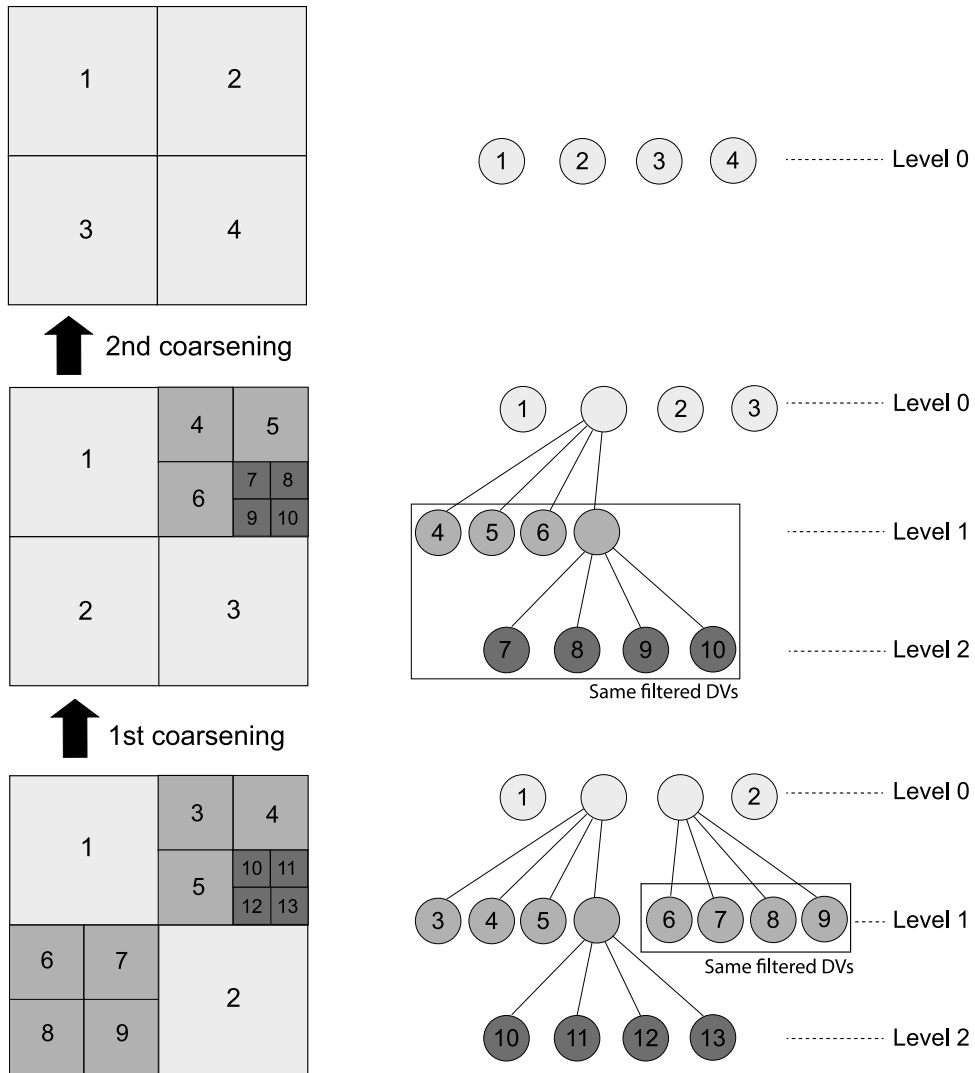 1 2
1 2 3 4 Level 0
3 4
2nd coarsening
4 5
1 2 3 Level 0
1
7 8
6
9 10
4 5 6 Level 1
2 3
7 8 9 10 Level 2
Same filtered DVs
1st coarsening
3 4
1 2 Level 0
1
10 11
5
12 13
3 4 5 6 7 8 9 Level 1
6 7
Same filtered DVs
2
8 9
10 11 12 13 Level 2